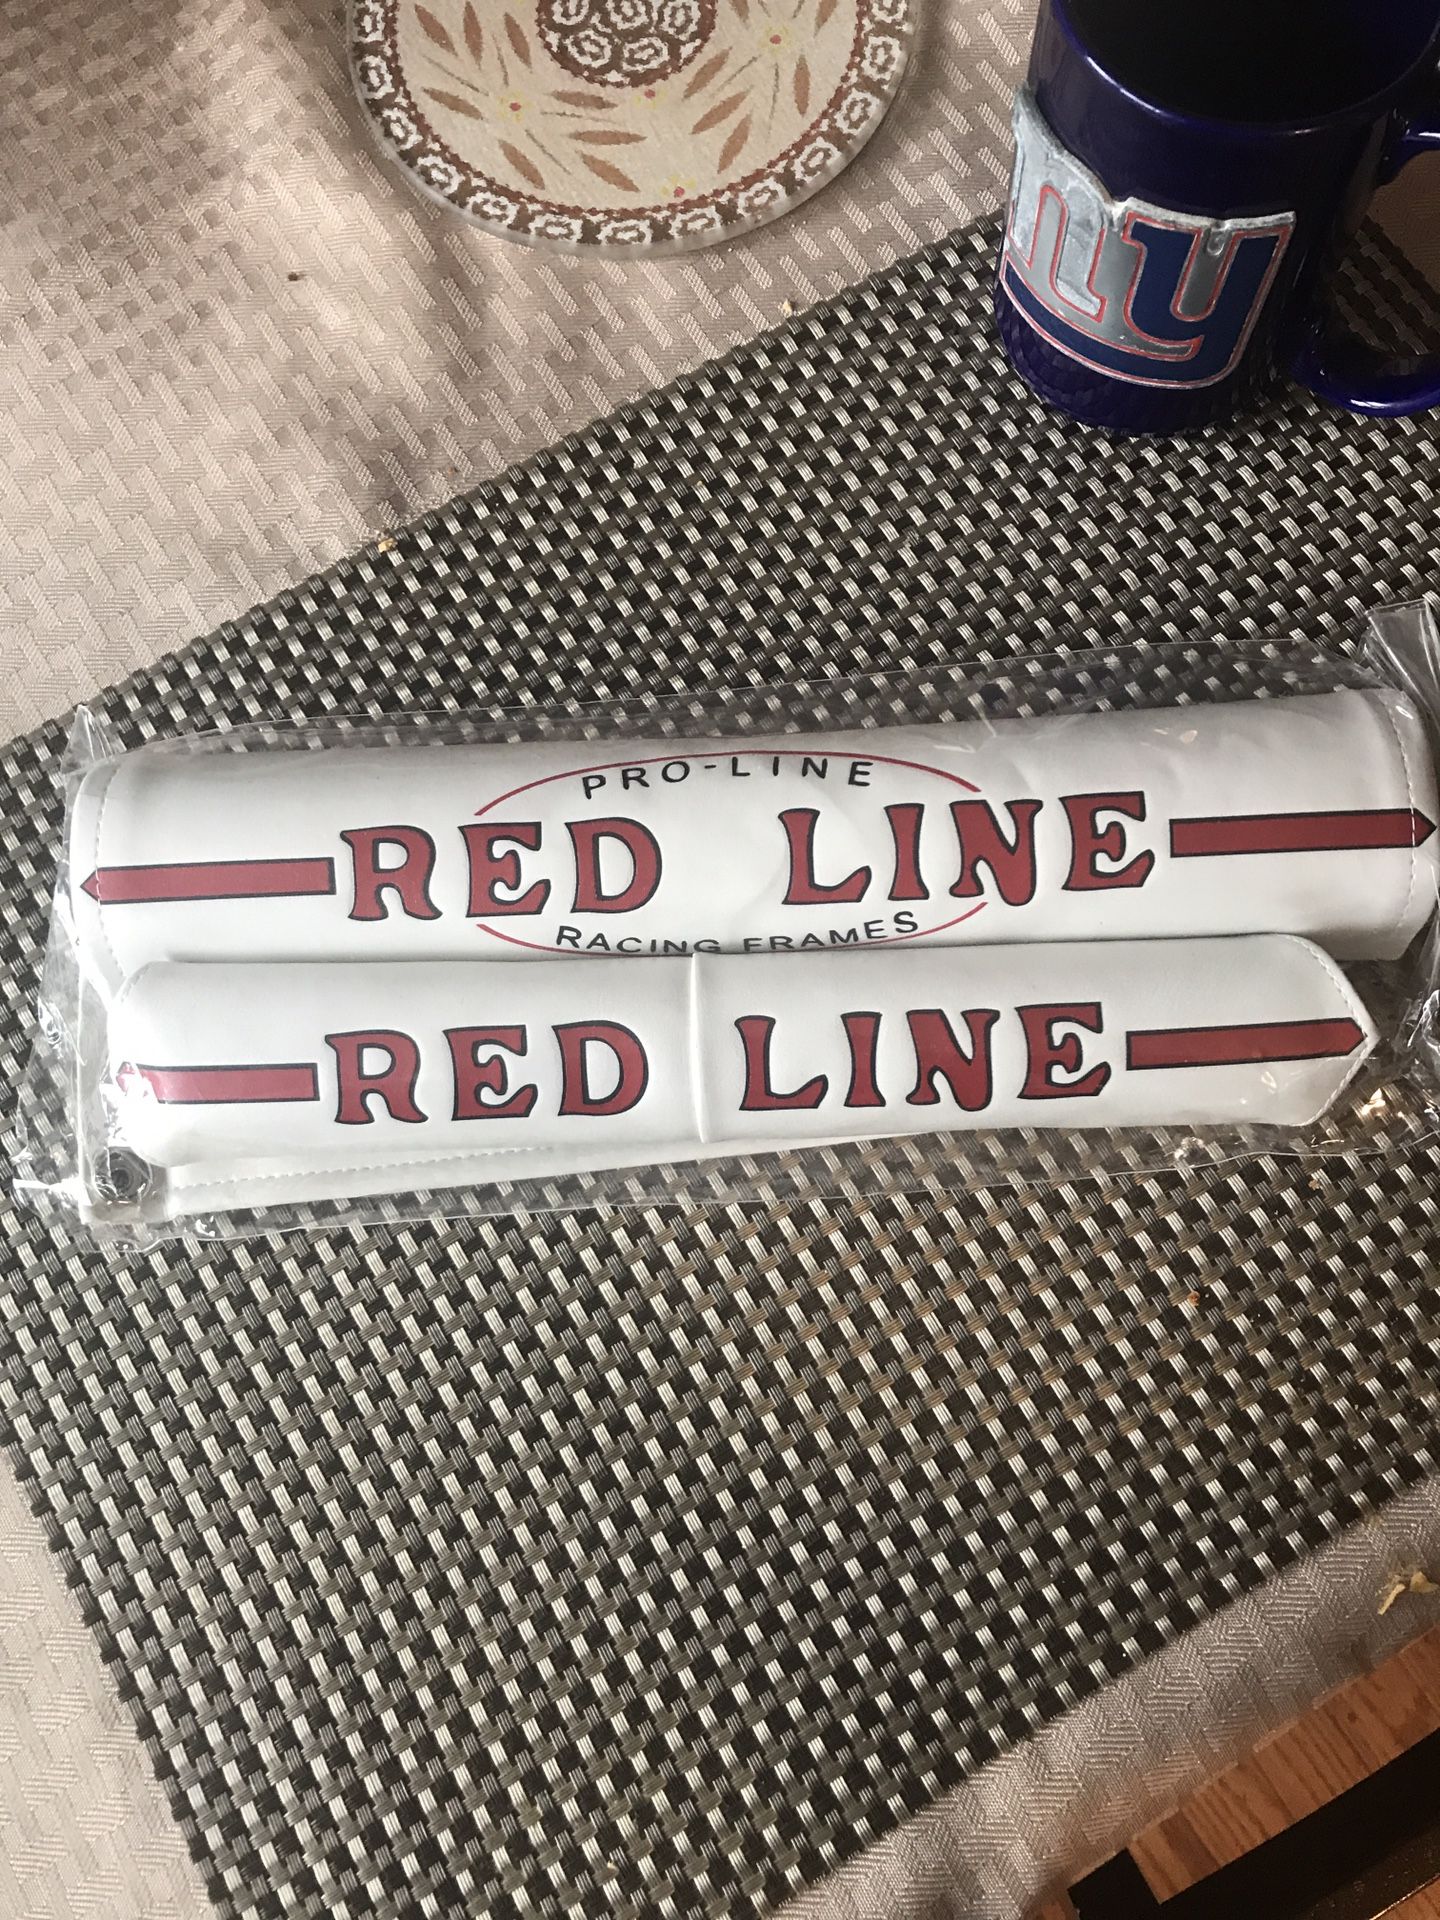 NY
PRO-LINE
RED LINE
RACING FRAMES
RED LINE